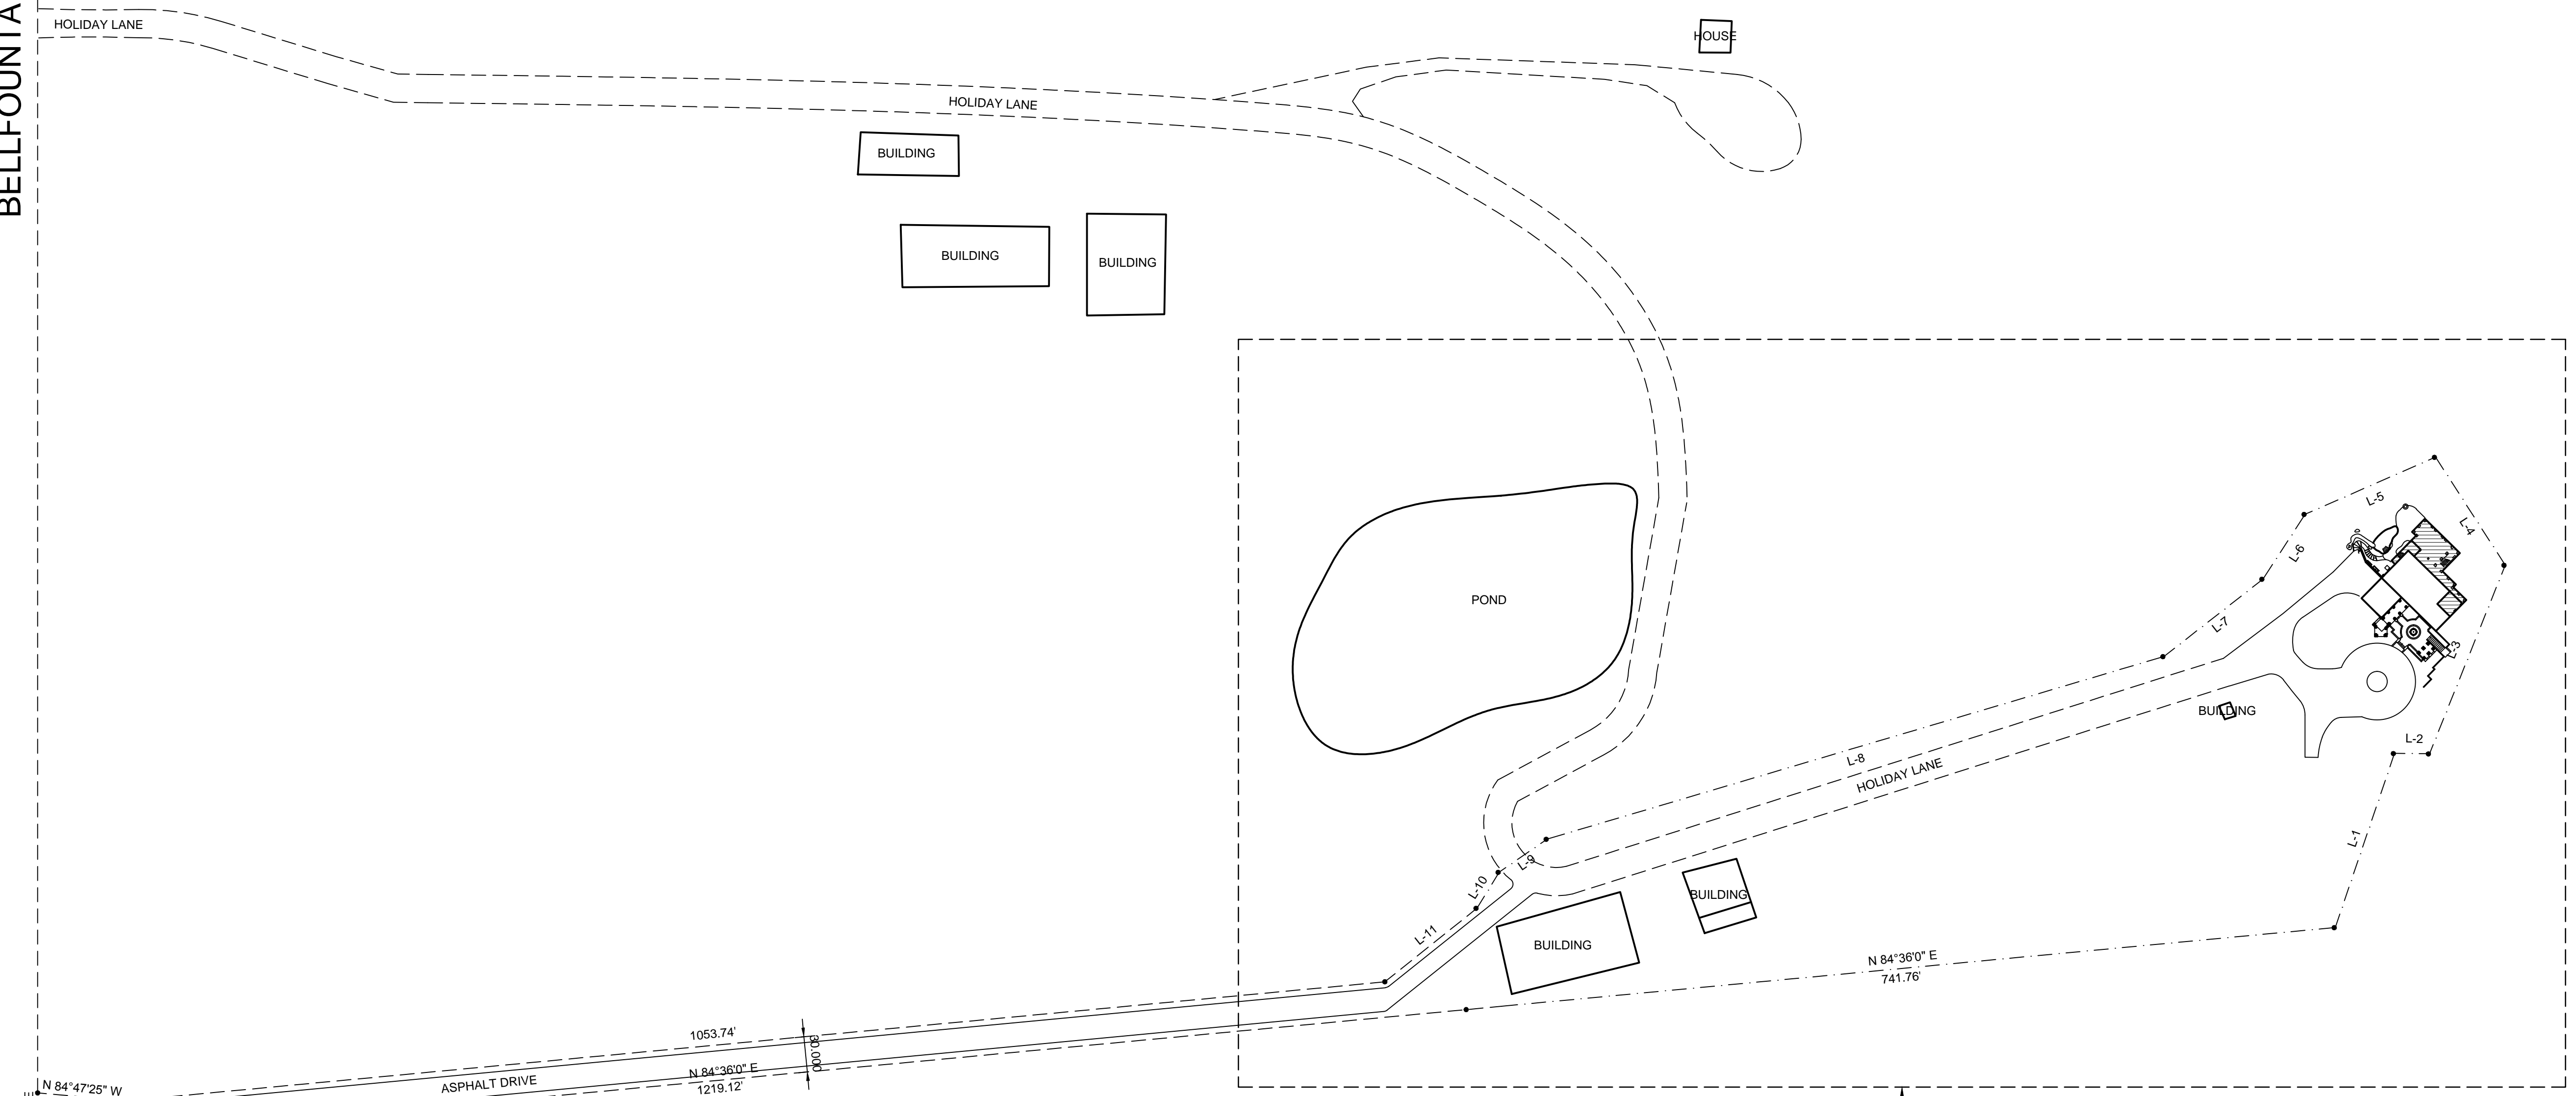 BELLFOUNTA
HOLIDAY LANE
HOUSE
HOLIDAY LANE
BUILDING
BUILDING
BUILDING
L-5
L-4
L-6
POND
L-7
L-3
BUILDING
L-2
L-8
HOLIDAY LANE
L-1
L-9
L-10
BUILDING
L-11
BUILDING
N 84°36'0" E
741.76'
1053.74'
30.000
N 84°36'0" E
1219.12'
ASPHALT DRIVE
N 84°47'25" W